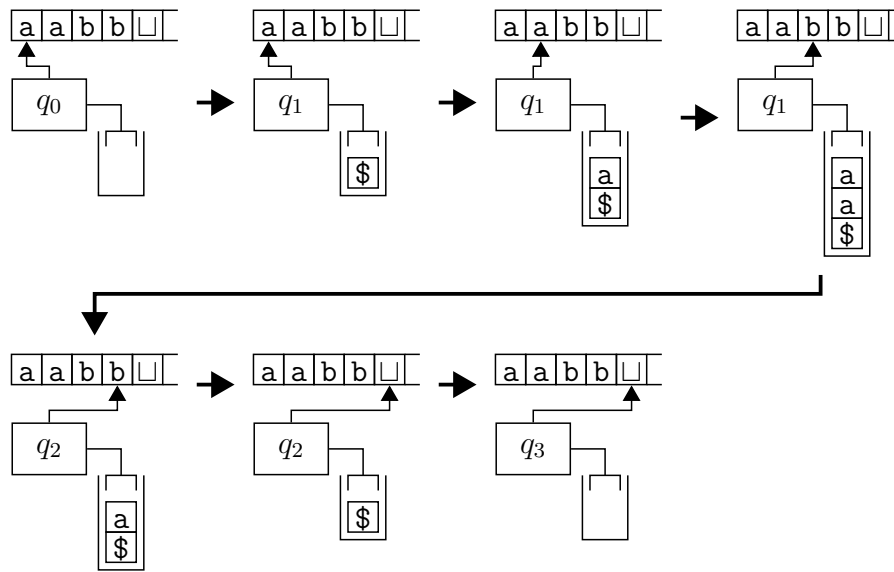 a a b b ⊔ a a b b ⊔ a a b b ⊔ a a b b ⊔
q₀ q₁ q₁ q₁
$ a a
$ a
$
a a b b ⊔ a a b b ⊔ a a b b ⊔
q₂ q₂ q₃
a $
$